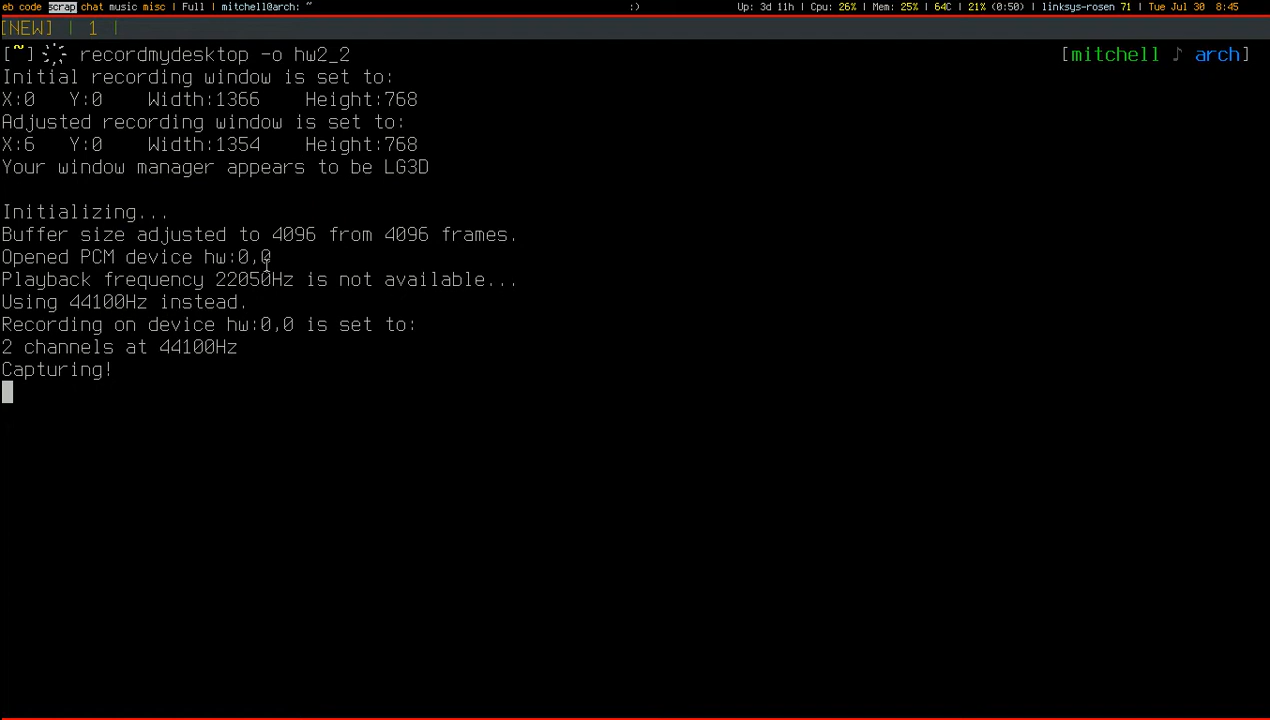 eb code scrap chat music misc | Full | mitchell@arch: ~ :) Up: 3d 11h | Cpu: 26% | Mem: 25% | 64C | 21% (0:50) | linksys-rosen 71 | Tue Jul 30 8:45
[NEW] | 1 |
[~] recordmydesktop -o hw2_2 [mitchell ♪ arch]
Initial recording window is set to:
X:0 Y:0 Width:1366 Height:768
Adjusted recording window is set to:
X:6 Y:0 Width:1354 Height:768
Your window manager appears to be LG3D
Initializing...
Buffer size adjusted to 4096 from 4096 frames.
Opened PCM device hw:0,0
Playback frequency 22050Hz is not available...
Using 44100Hz instead.
Recording on device hw:0,0 is set to:
2 channels at 44100Hz
Capturing!